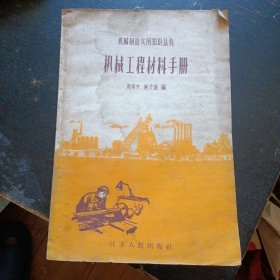 机械制造实用知识丛书
机械工程材料手册
编
江苏人民出版社